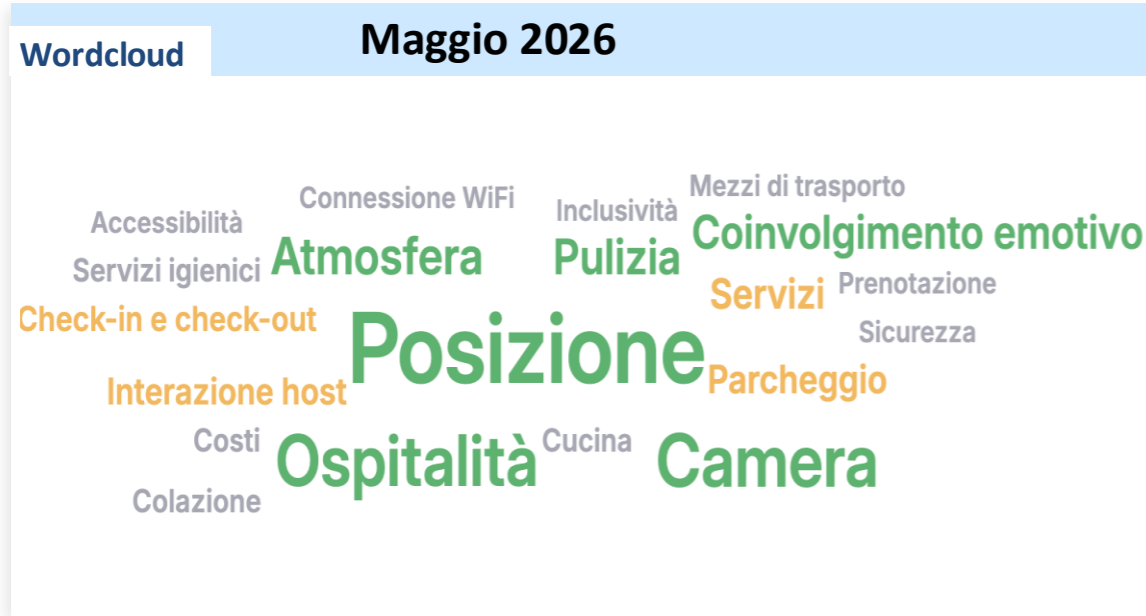 Wordcloud
Maggio 2026
Connessione WiFi
Mezzi di trasporto
Accessibilità
Inclusività
Coinvolgimento emotivo
Servizi igienici
Atmosfera
Pulizia
Servizi
Prenotazione
Check-in e check-out
Sicurezza
Posizione
Parcheggio
Interazione host
Costi
Ospitalità
Cucina
Camera
Colazione